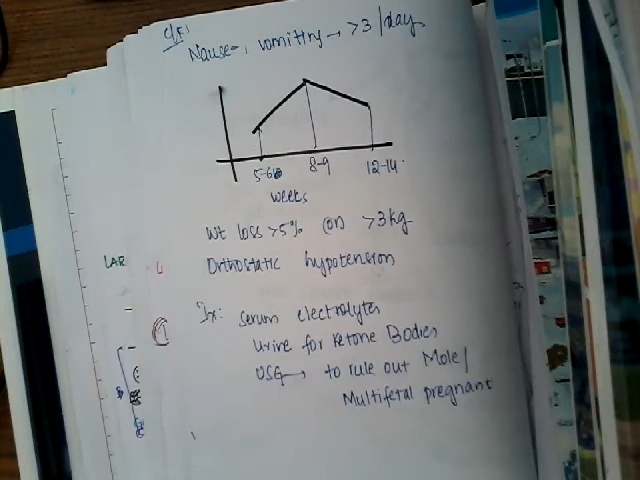 C/F:
Nausea, vomiting → >3/day
5-6 8-9 12-14
weeks
Wt loss >5% (or) >3kg
Orthostatic hypotension
LAR
Ix: Serum electrolytes
Urine for Ketone Bodies
USG → to rule out Mole/
Multifetal pregnant